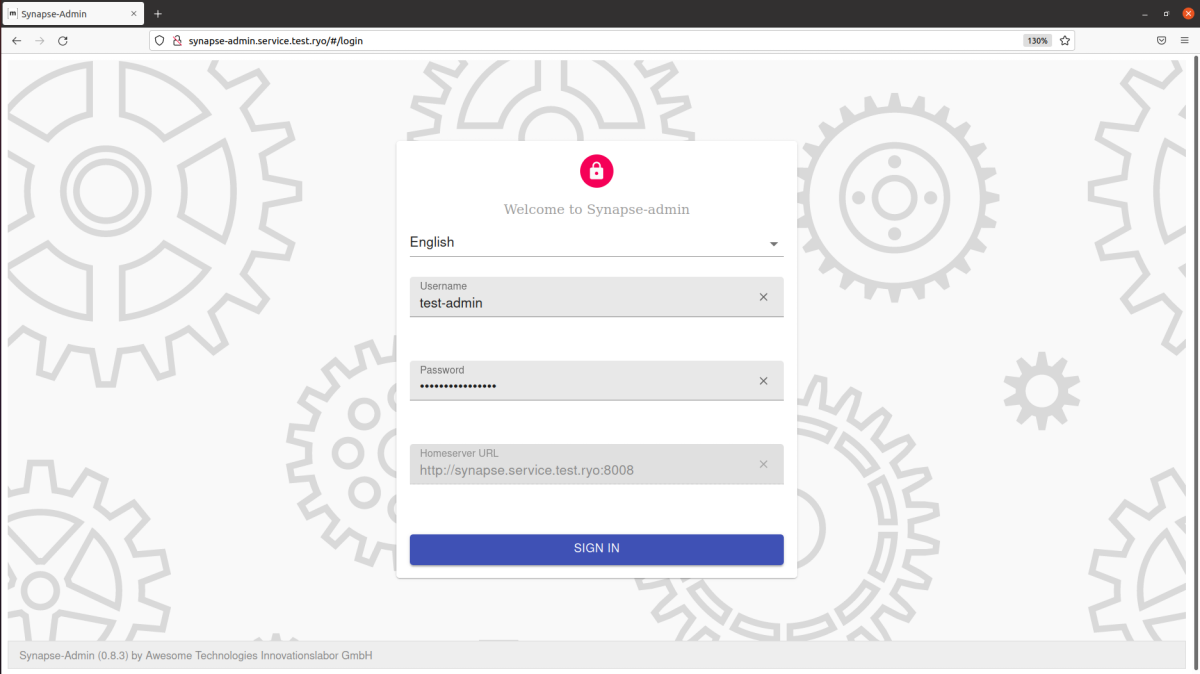 m Synapse-Admin
synapse-admin.service.test.ryo/#/login
130%
Welcome to Synapse-admin
English
Username
test-admin
Password
••••••••••••••••
Homeserver URL
http://synapse.service.test.ryo:8008
SIGN IN
Synapse-Admin (0.8.3) by Awesome Technologies Innovationslabor GmbH